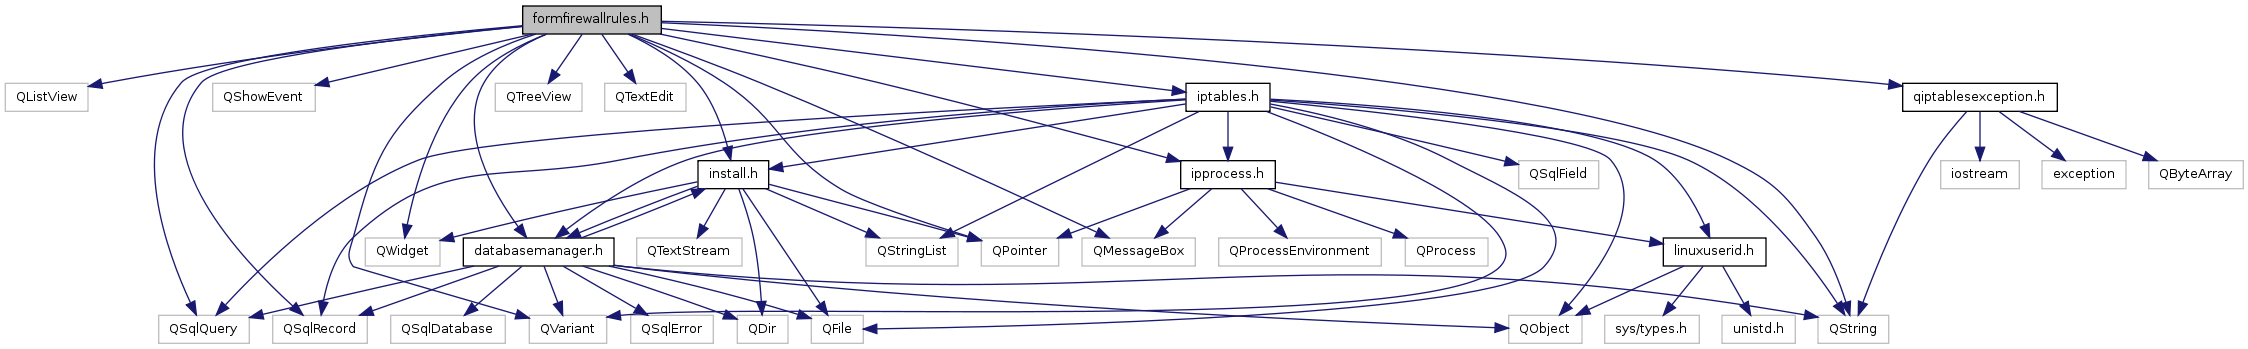 formfirewallrules.h
QListView
QShowEvent
QTreeView
QTextEdit
iptables.h
qiptablesexception.h
install.h
ipprocess.h
QSqlField
iostream
exception
QByteArray
QWidget
databasemanager.h
QTextStream
QStringList
QPointer
QMessageBox
QProcessEnvironment
QProcess
linuxuserid.h
QSqlQuery
QSqlRecord
QSqlDatabase
QVariant
QSqlError
QDir
QFile
QObject
sys/types.h
unistd.h
QString